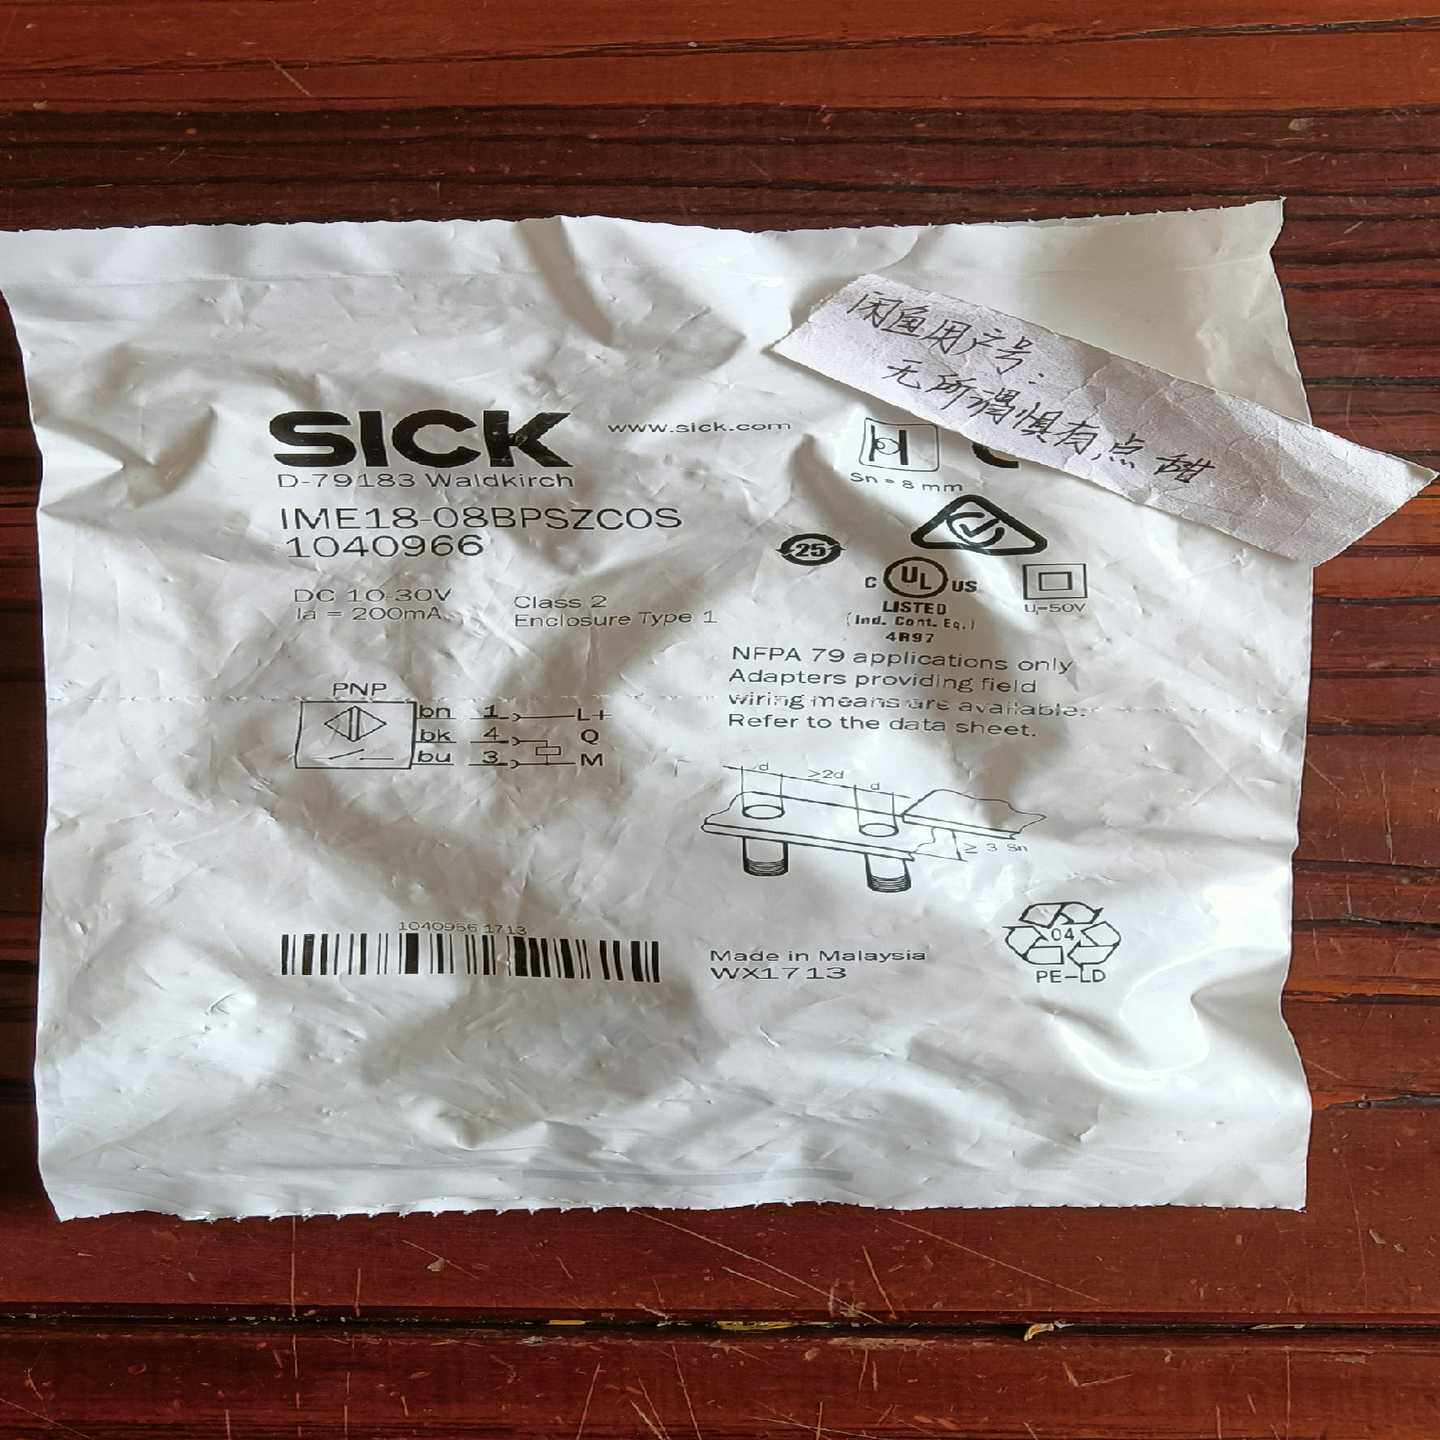 闲鱼用户号:
无所谓惧有点甜
SICK www.sick.com
D-79183 Waldkirch
IME18-08BPSZC0S
1040966
Sn = 8 mm
25
C UL US
LISTED
(Ind. Cont. Eq.)
4R97
U=50V
DC 10-30V
Ia = 200mA
Class 2
Enclosure Type 1
NFPA 79 applications only
Adapters providing field
wiring means are available.
Refer to the data sheet.
PNP
bn 1 L+
bk 4 Q
bu 3 M
d ≥2d d
≥ 3 Sn
1040966 1713
Made in Malaysia
WX1713
04
PE-LD